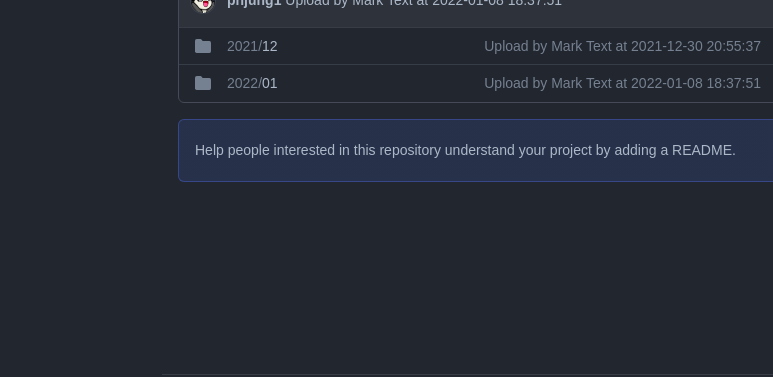 phjung1 Upload by Mark Text at 2022-01-08 18:37:51
2021/12 Upload by Mark Text at 2021-12-30 20:55:37
2022/01 Upload by Mark Text at 2022-01-08 18:37:51
Help people interested in this repository understand your project by adding a README.